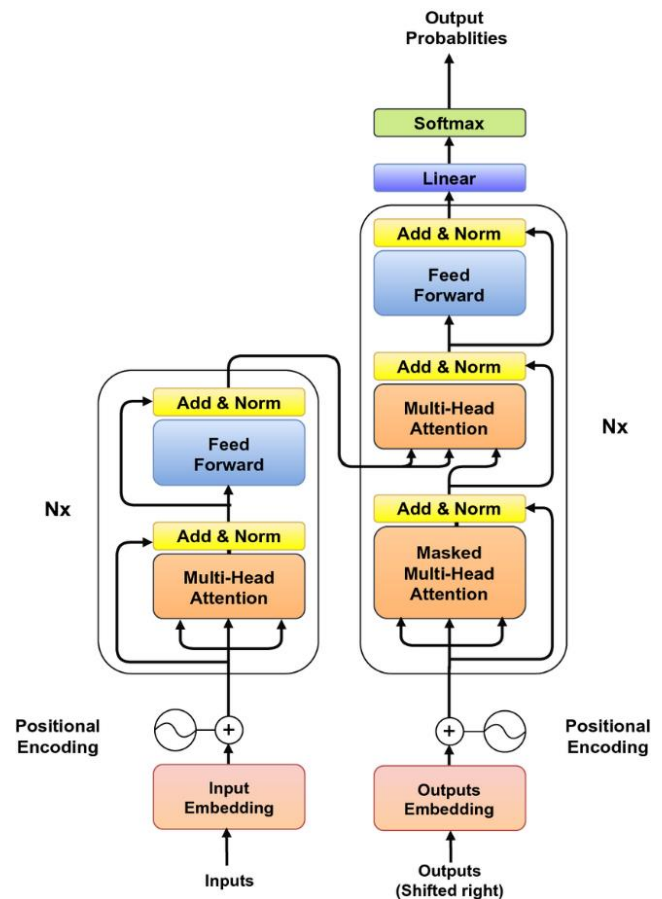 Output
Probablities
Softmax
Linear
Add & Norm
Feed
Forward
Add & Norm
Multi-Head
Attention
Nx
Add & Norm
Masked
Multi-Head
Attention
Add & Norm
Feed
Forward
Nx
Add & Norm
Multi-Head
Attention
Positional
Encoding
+
+
Positional
Encoding
Input
Embedding
Outputs
Embedding
Inputs
Outputs
(Shifted right)